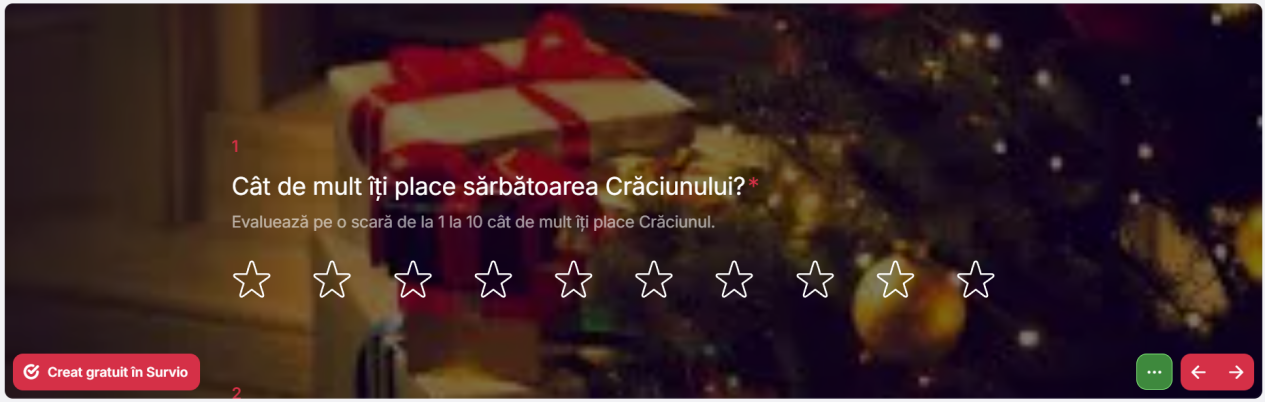 1
Cât de mult îți place sărbătoarea Crăciunului?*
Evaluează pe o scară de la 1 la 10 cât de mult îți place Crăciunul.
Creat gratuit în Survio
2